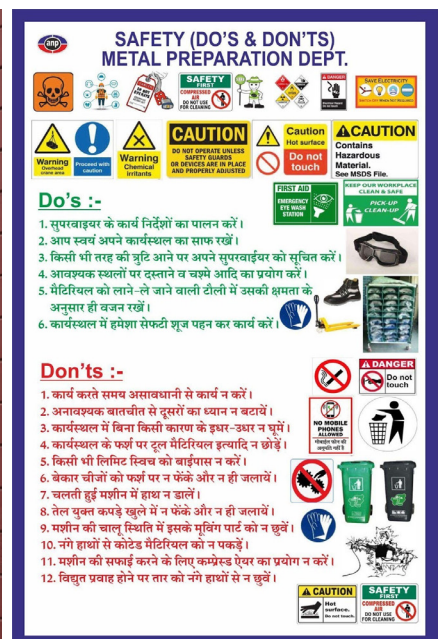 anp
SAFETY (DO'S & DON'TS)
METAL PREPARATION DEPT.
SAFETY
FIRST
COMPRESSED
AIR
DO NOT USE
FOR CLEANING
DANGER
SAVE ELECTRICITY
Warning
Overhead
crane area
Proceed with
caution
Warning
Chemical
irritants
CAUTION
DO NOT OPERATE UNLESS
SAFETY GUARDS
OR DEVICES ARE IN PLACE
AND PROPERLY ADJUSTED
Caution
Hot surface
Do not
touch
CAUTION
Contains
Hazardous
Material.
See MSDS File.
Do's :-
FIRST AID
EMERGENCY
EYE WASH
STATION
KEEP OUR WORKPLACE
CLEAN & SAFE
PICK-UP
CLEAN-UP
1. सुपरवाइयर के कार्य निर्देशों का पालन करें।
2. आप स्वयं अपने कार्यस्थल का साफ रखें।
3. किसी भी तरह की त्रुटि आने पर अपने सुपरवाईयर को सूचित करें।
4. आवश्यक स्थालों पर दस्ताने व चश्मे आदि का प्रयोग करें।
5. मैटिरियल को लाने-ले जाने वाली टौली में उसकी क्षमता के
अनुसार ही वजन रखें।
6. कार्यस्थल में हमेशा सेफटी शूज पहन कर कार्य करें।
Don'ts :-
1. कार्य करते समय असावधानी से कार्य न करें।
2. अनावश्यक बातचीत से दूसरों का ध्यान न बटायें।
3. कार्यस्थल में बिना किसी कारण के इधर-उधर न घूमें।
4. कार्यस्थल के फर्श पर टूल मैटिरियल इत्यादि न छोड़ें।
5. किसी भी लिमिट स्विच को बाईपास न करें।
6. बेकार चीजों को फर्श पर न फेंके और न ही जलायें।
7. चलती हुई मशीन में हाथ न डालें।
8. तेल युक्त कपड़े खुले में न फेंके और न ही जलायें।
9. मशीन की चालू स्थिति में इसके मूविंग पार्ट को न छुवें।
10. नंगे हाथों से कोटेड मैटिरियल को न पकड़ें।
11. मशीन की सफाई करने के लिए कम्प्रेस्ड ऐयर का प्रयोग न करें।
12. विद्युत प्रवाह होने पर तार को नंगे हाथों से न छुवें।
DANGER
Do not
touch
NO MOBILE
PHONES
ALLOWED
मोबाईल फोन की
अनुमति नहीं है
CAUTION
Hot
surface.
Do not touch.
SAFETY
FIRST
COMPRESSED
AIR
DO NOT USE
FOR CLEANING